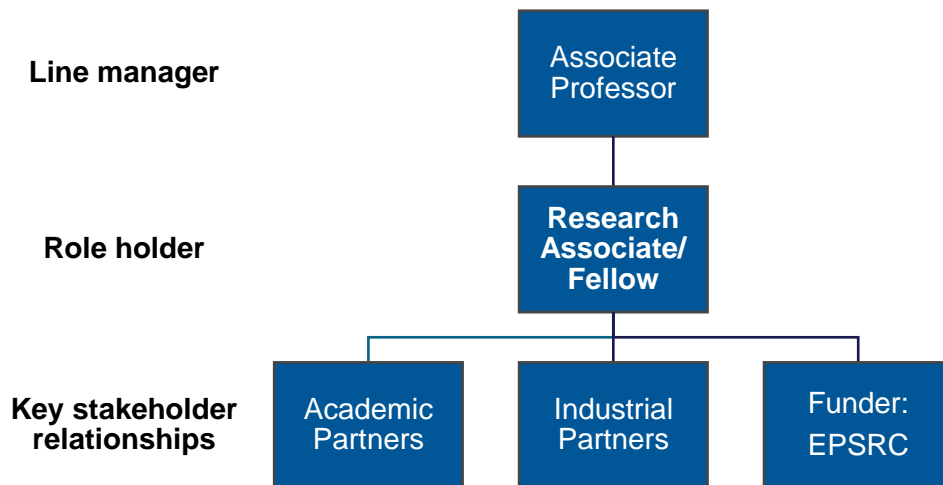 Line manager
Associate
Professor
Role holder
Research
Associate/
Fellow
Key stakeholder
relationships
Academic
Partners
Industrial
Partners
Funder:
EPSRC